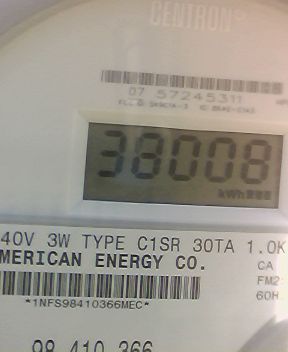 CENTRON®
07 57245311
38008
kWh
40V 3W TYPE C1SR 30TA 1.0K
MERICAN ENERGY CO.
CA
FM2
60H
*1NFS98410366MEC*
98 410 366